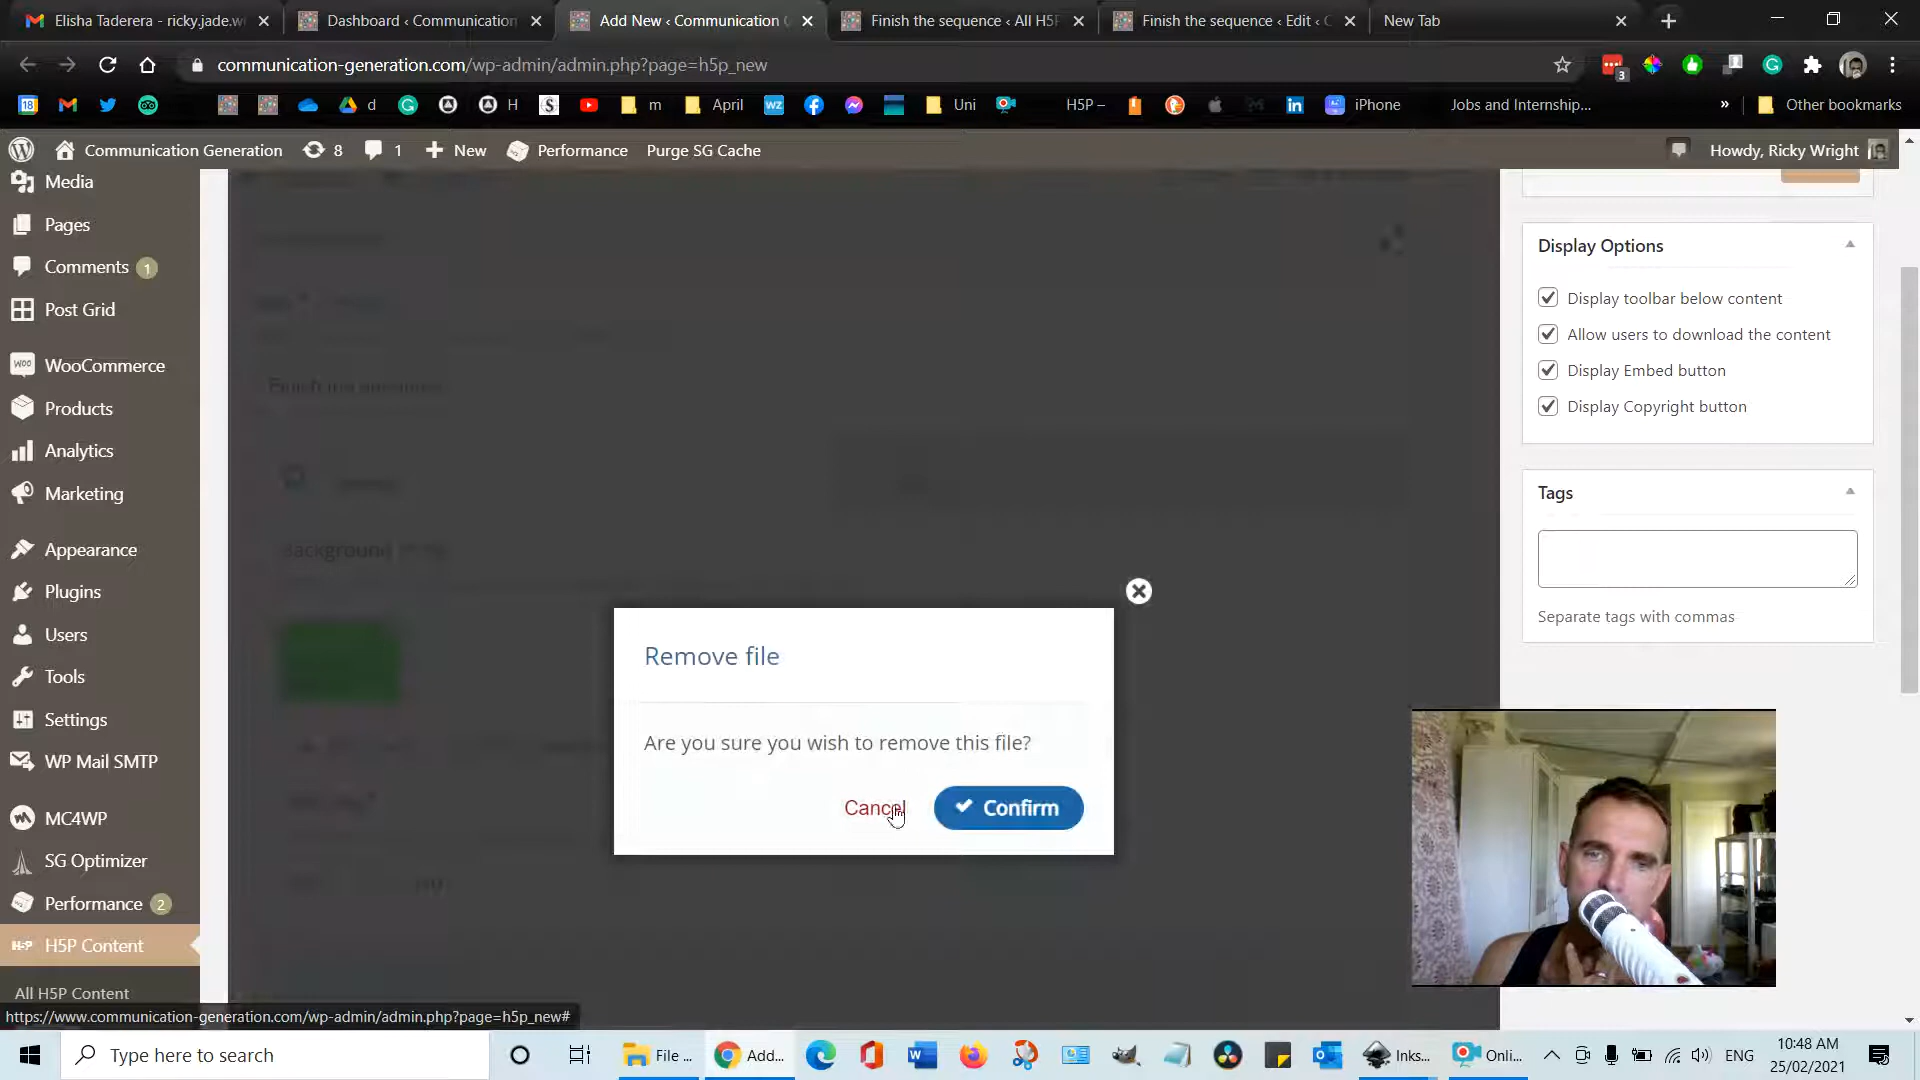 Elisha Taderera - ricky.jade.w
Dashboard ‹ Communication
Add New ‹ Communication
Finish the sequence ‹ All H5P
Finish the sequence ‹ Edit ‹
New Tab
communication-generation.com/wp-admin/admin.php?page=h5p_new
3
18
d
H
m
April
WZ
Uni
H5P –
iPhone
Jobs and Internship...
»
Other bookmarks
Communication Generation
8
1
New
Performance
Purge SG Cache
Howdy, Ricky Wright
Media
Pages
Comments 1
Post Grid
WooCommerce
Products
Analytics
Marketing
Appearance
Plugins
Users
Tools
Settings
WP Mail SMTP
MC4WP
SG Optimizer
Performance 2
H5P Content
All H5P Content
Background
Remove file
Are you sure you wish to remove this file?
Cancel
Confirm
Display Options
Display toolbar below content
Allow users to download the content
Display Embed button
Display Copyright button
Tags
Separate tags with commas
https://www.communication-generation.com/wp-admin/admin.php?page=h5p_new#
Type here to search
File ...
Add...
Inks...
Onli...
ENG
10:48 AM
25/02/2021